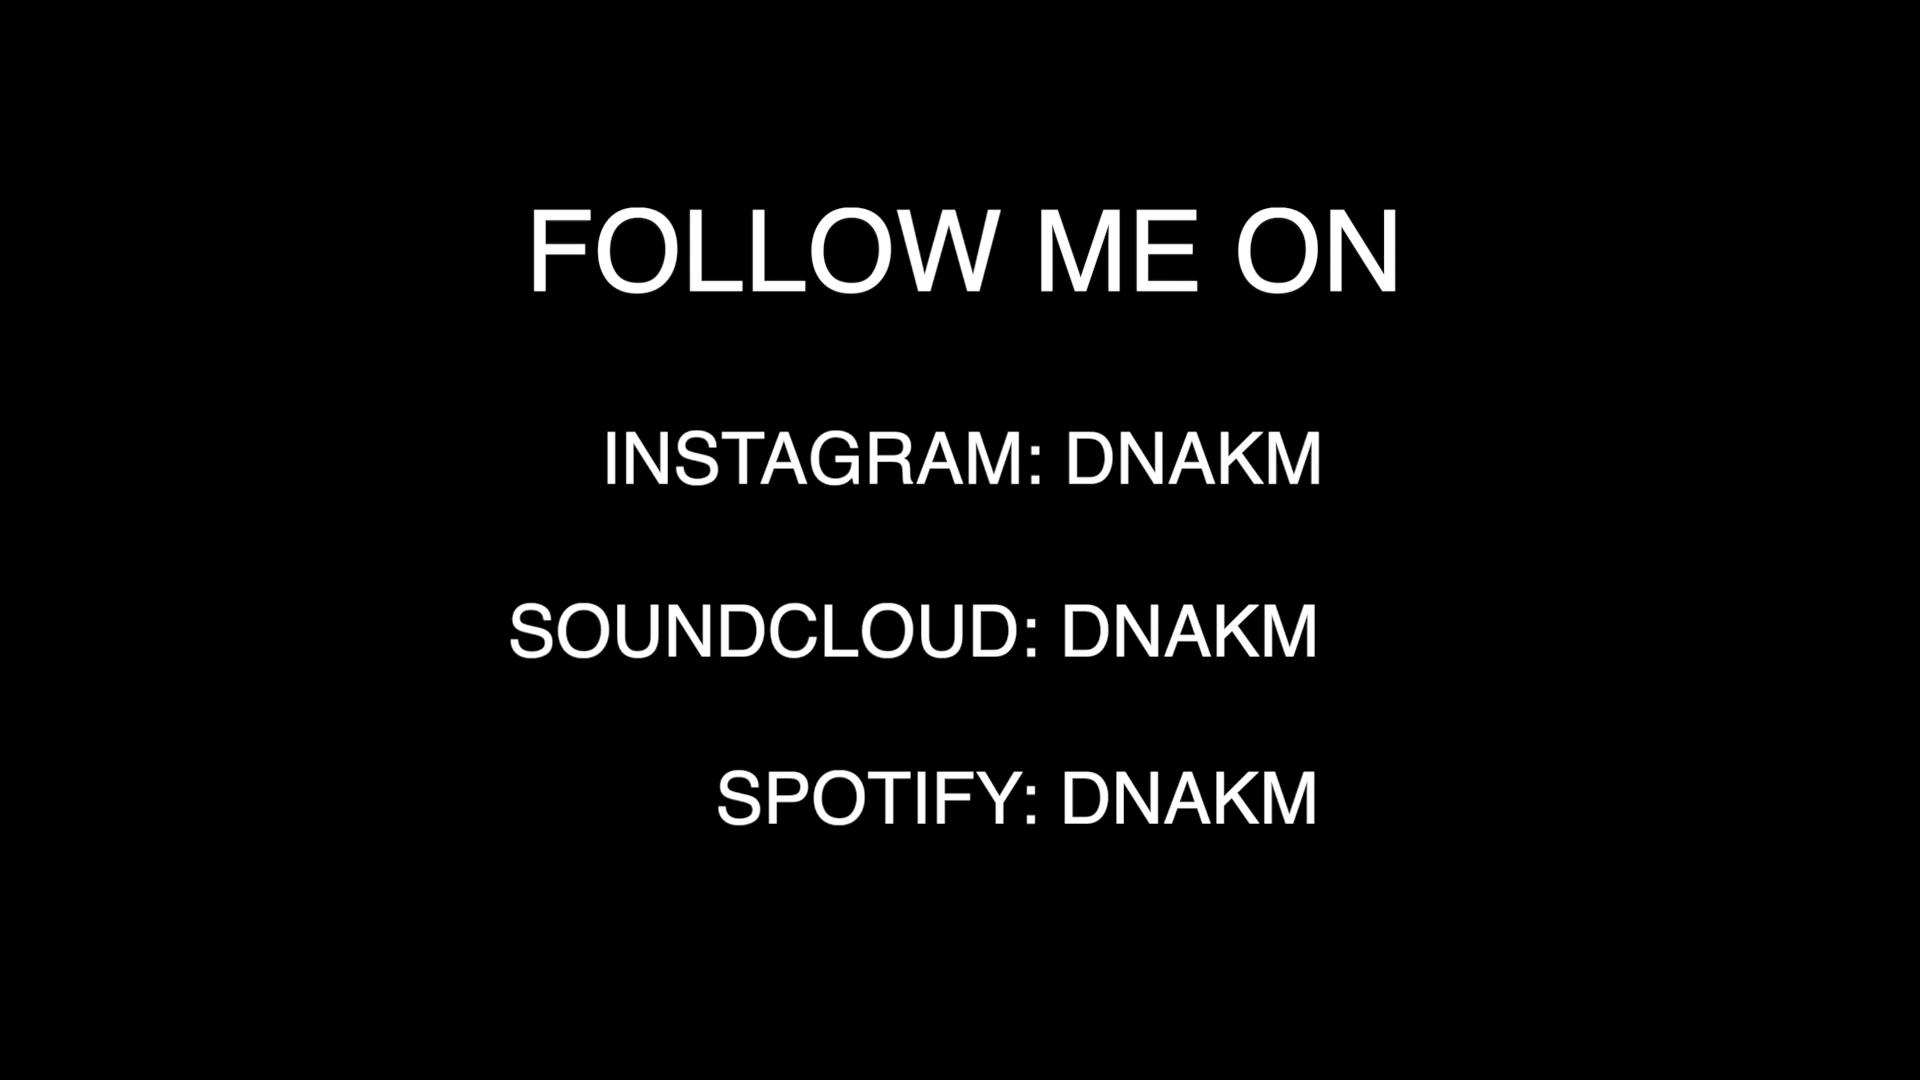 FOLLOW ME ON
INSTAGRAM: DNAKM
SOUNDCLOUD: DNAKM
SPOTIFY: DNAKM